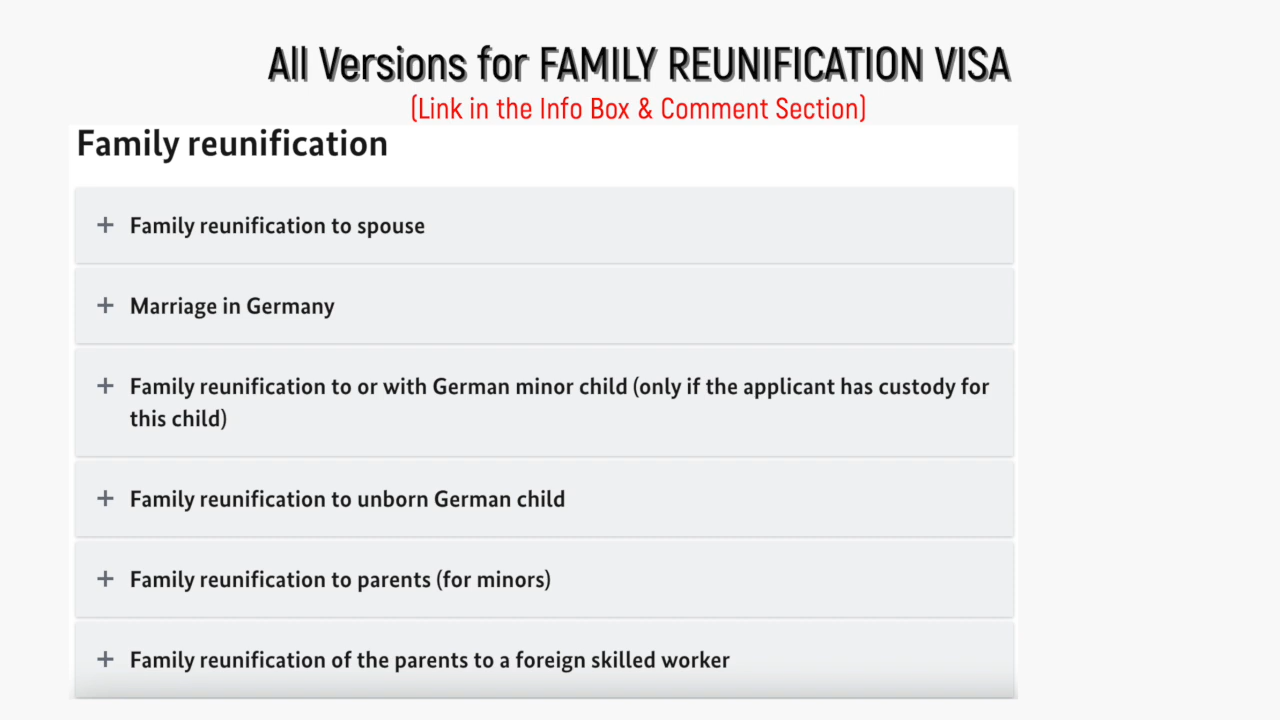 All Versions for FAMILY REUNIFICATION VISA
(Link in the Info Box & Comment Section)
Family reunification
+ Family reunification to spouse
+ Marriage in Germany
+ Family reunification to or with German minor child (only if the applicant has custody for
this child)
+ Family reunification to unborn German child
+ Family reunification to parents (for minors)
+ Family reunification of the parents to a foreign skilled worker